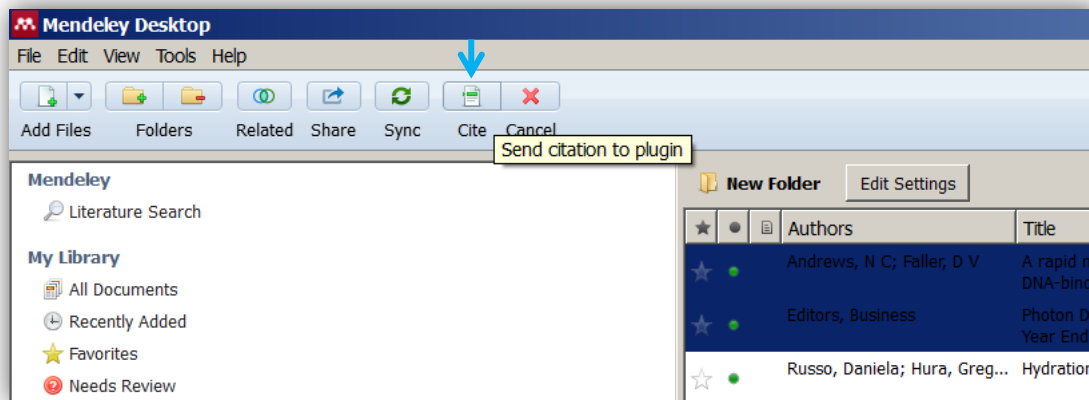 Mendeley Desktop
File Edit View Tools Help
Add Files Folders Related Share Sync Cite Cancel
Send citation to plugin
Mendeley
Literature Search
My Library
All Documents
Recently Added
Favorites
Needs Review
New Folder Edit Settings
Authors Title
Andrews, N C; Faller, D V A rapid
DNA-bind
Editors, Business Photon D
Year End
Russo, Daniela; Hura, Greg... Hydration